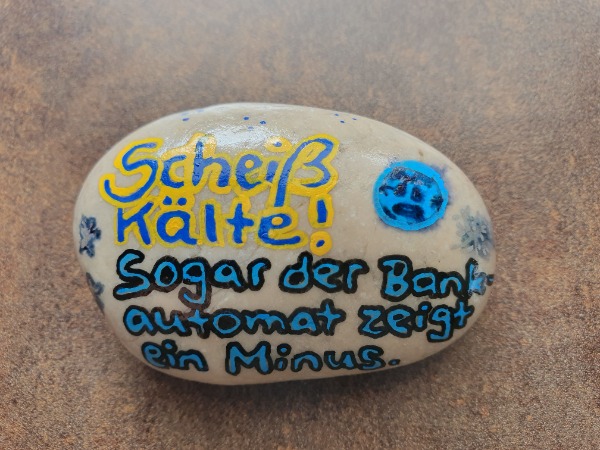 Scheiß
Kälte!
Sogar der Bank-
automat zeigt
ein Minus.